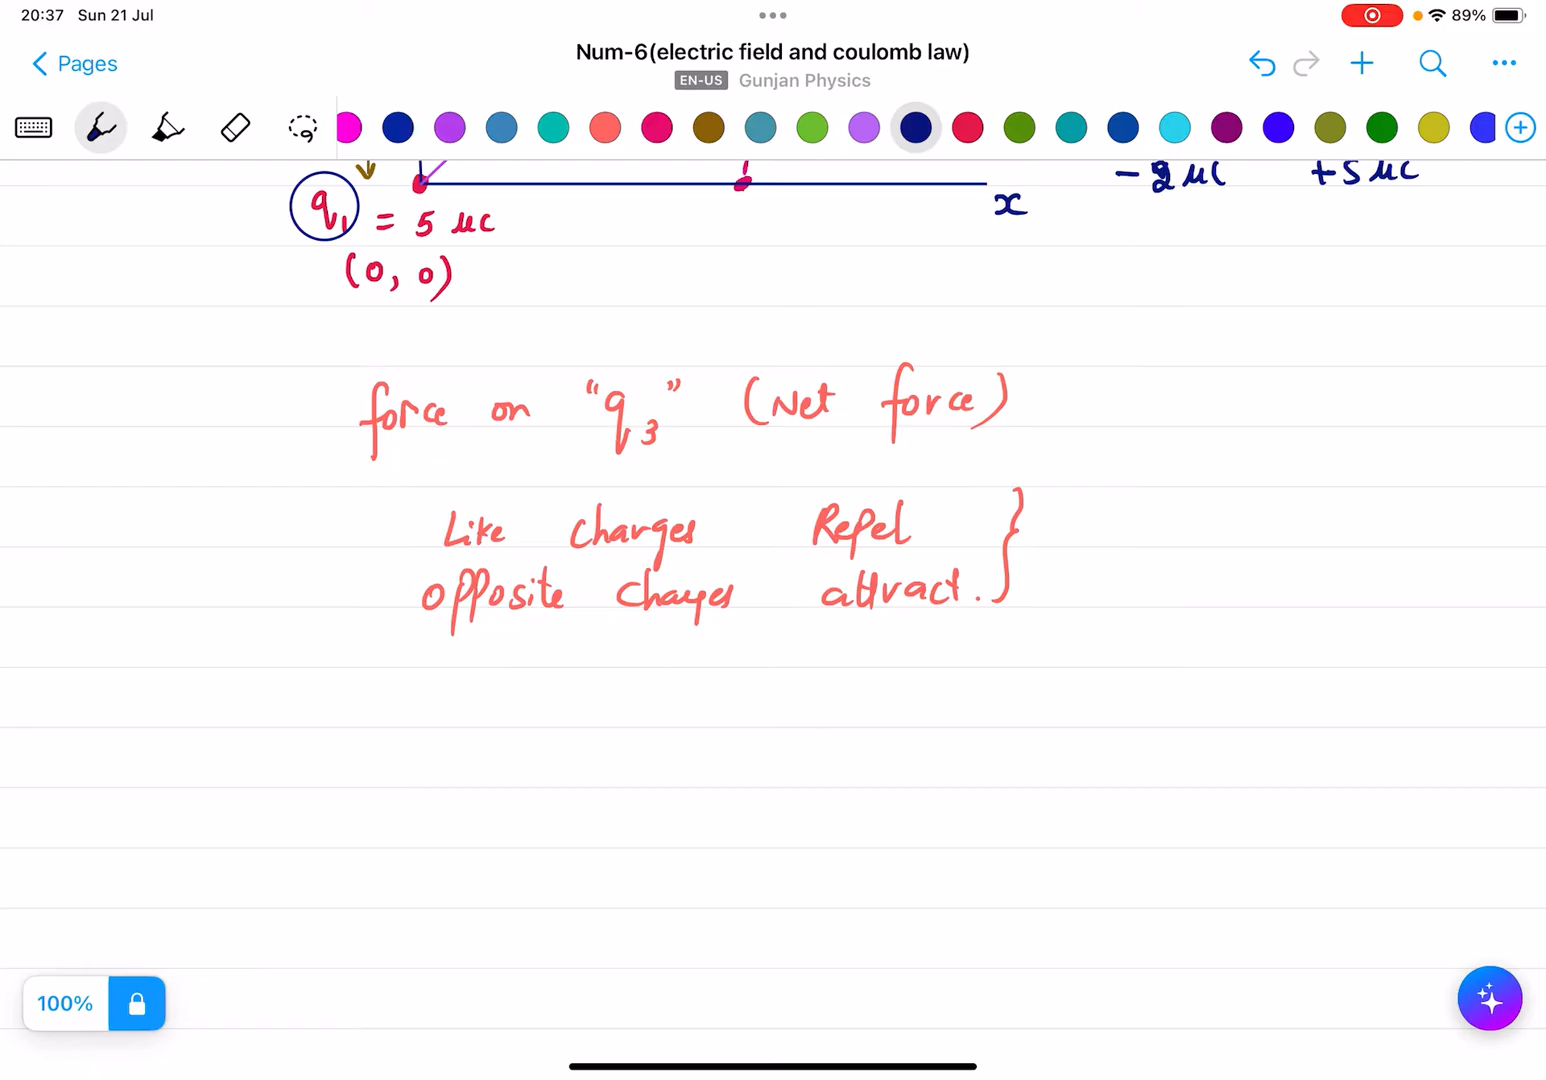 20:37 Sun 21 Jul
89%
Num-6(electric field and coulomb law)
Pages
EN-US Gunjan Physics
- 2 μC +5 μC
x
q₁ = 5 μc
(0, 0)
force on "q₃" (Net force)
Like charges Repel
opposite charges attract.
100%